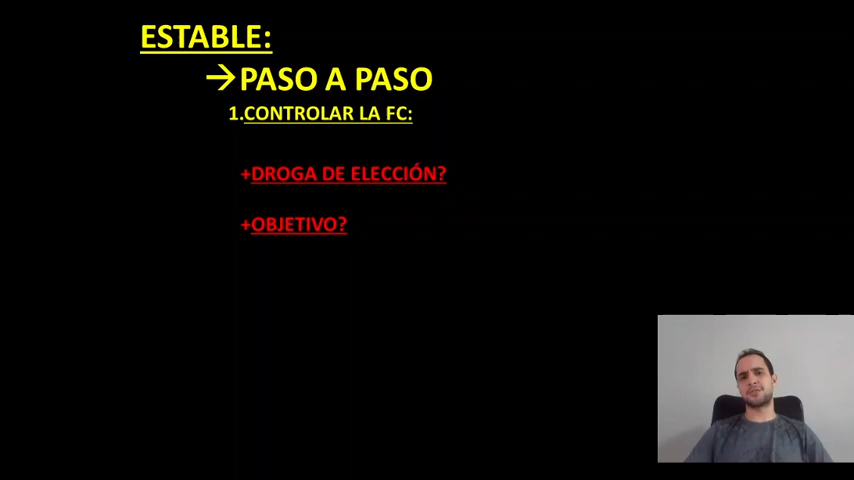 ESTABLE:
→PASO A PASO
1.CONTROLAR LA FC:
+DROGA DE ELECCIÓN?
+OBJETIVO?